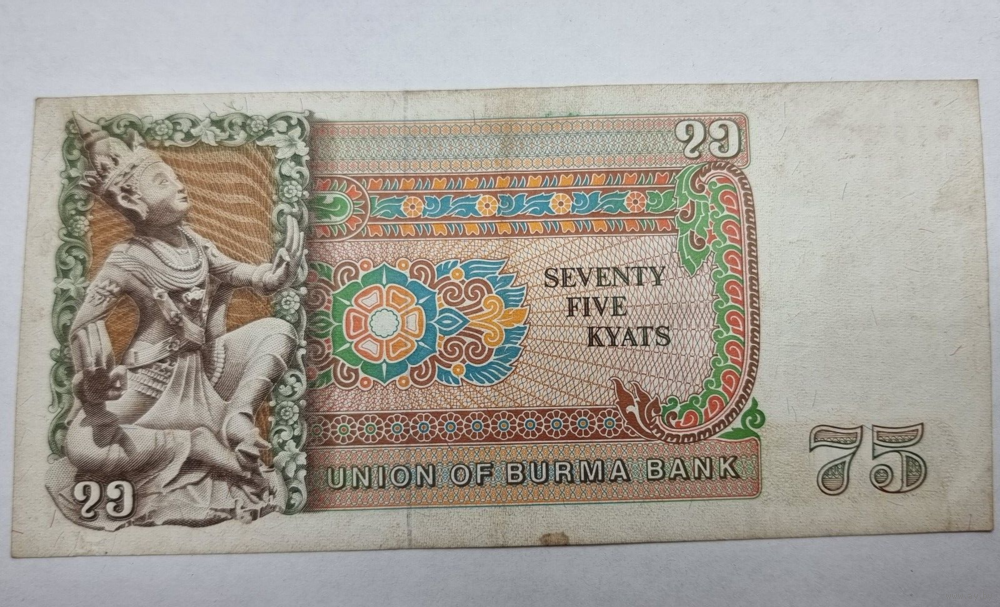 ၇၅
SEVENTY
FIVE
KYATS
UNION OF BURMA BANK
၇၅
75